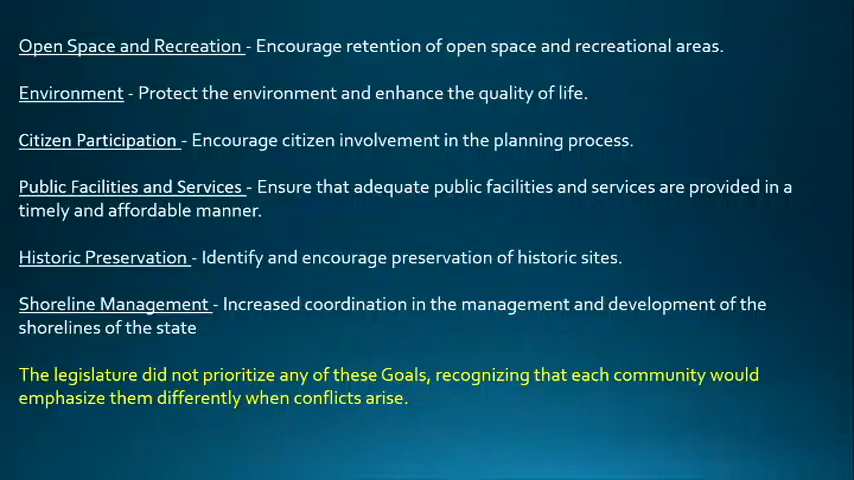 Open Space and Recreation - Encourage retention of open space and recreational areas.
Environment - Protect the environment and enhance the quality of life.
Citizen Participation - Encourage citizen involvement in the planning process.
Public Facilities and Services - Ensure that adequate public facilities and services are provided in a
timely and affordable manner.
Historic Preservation - Identify and encourage preservation of historic sites.
Shoreline Management - Increased coordination in the management and development of the
shorelines of the state
The legislature did not prioritize any of these Goals, recognizing that each community would
emphasize them differently when conflicts arise.